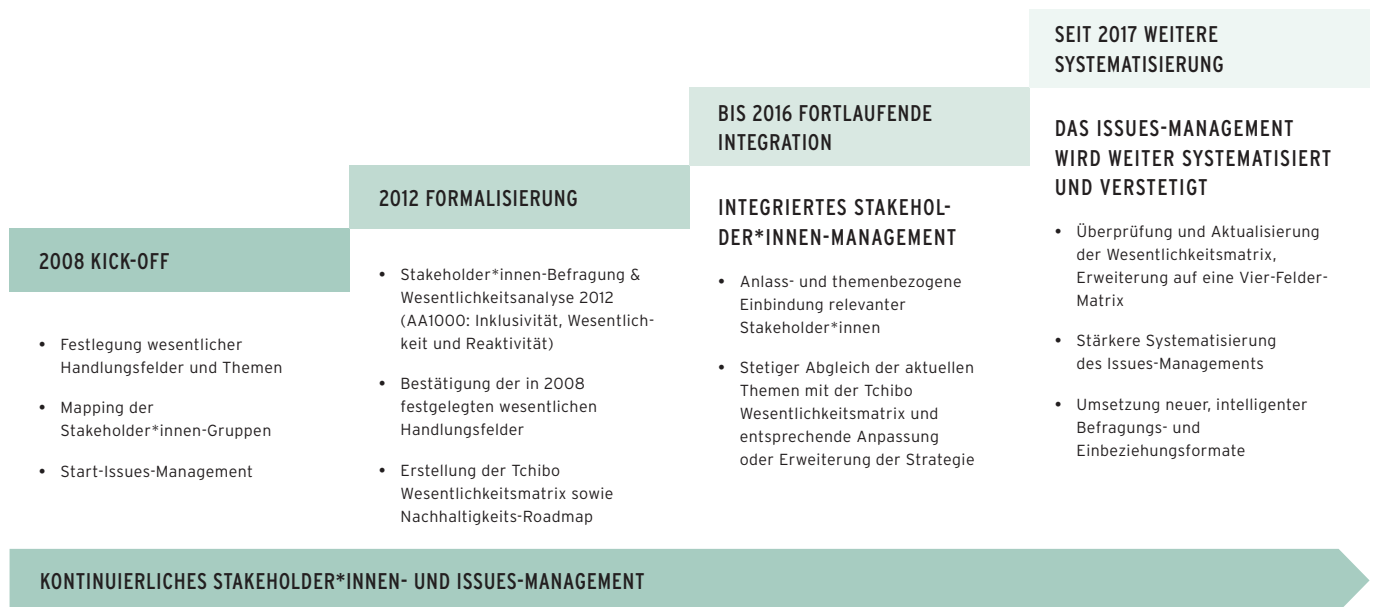 2008 KICK-OFF
• Festlegung wesentlicher
Handlungsfelder und Themen
• Mapping der
Stakeholder*innen-Gruppen
• Start-Issues-Management
2012 FORMALISIERUNG
• Stakeholder*innen-Befragung &
Wesentlichkeitsanalyse 2012
(AA1000: Inklusivität, Wesentlich-
keit und Reaktivität)
• Bestätigung der in 2008
festgelegten wesentlichen
Handlungsfelder
• Erstellung der Tchibo
Wesentlichkeitsmatrix sowie
Nachhaltigkeits-Roadmap
BIS 2016 FORTLAUFENDE
INTEGRATION
INTEGRIERTES STAKEHOL-
DER*INNEN-MANAGEMENT
• Anlass- und themenbezogene
Einbindung relevanter
Stakeholder*innen
• Stetiger Abgleich der aktuellen
Themen mit der Tchibo
Wesentlichkeitsmatrix und
entsprechende Anpassung
oder Erweiterung der Strategie
SEIT 2017 WEITERE
SYSTEMATISIERUNG
DAS ISSUES-MANAGEMENT
WIRD WEITER SYSTEMATISIERT
UND VERSTETIGT
• Überprüfung und Aktualisierung
der Wesentlichkeitsmatrix,
Erweiterung auf eine Vier-Felder-
Matrix
• Stärkere Systematisierung
des Issues-Managements
• Umsetzung neuer, intelligenter
Befragungs- und
Einbeziehungsformate
KONTINUIERLICHES STAKEHOLDER*INNEN- UND ISSUES-MANAGEMENT